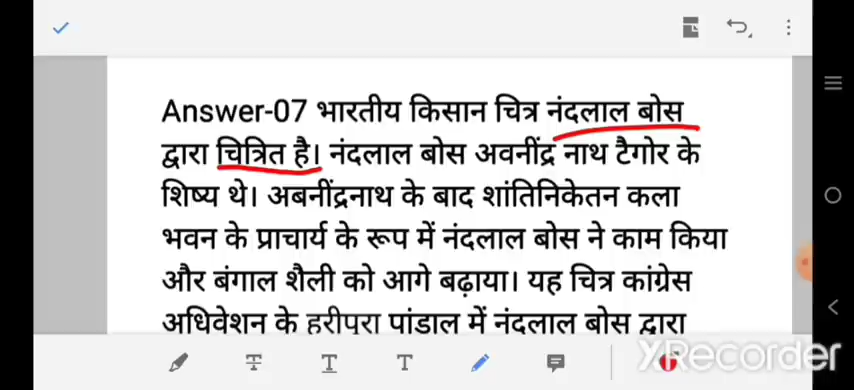 Answer-07 भारतीय किसान चित्र नंदलाल बोस
द्वारा चित्रित है। नंदलाल बोस अवनींद्र नाथ टैगोर के
शिष्य थे। अबनींद्रनाथ के बाद शांतिनिकेतन कला
भवन के प्राचार्य के रूप में नंदलाल बोस ने काम किया
और बंगाल शैली को आगे बढ़ाया। यह चित्र कांग्रेस
अधिवेशन के हरीपुरा पांडाल में नंदलाल बोस द्वारा
T T
XRecorder